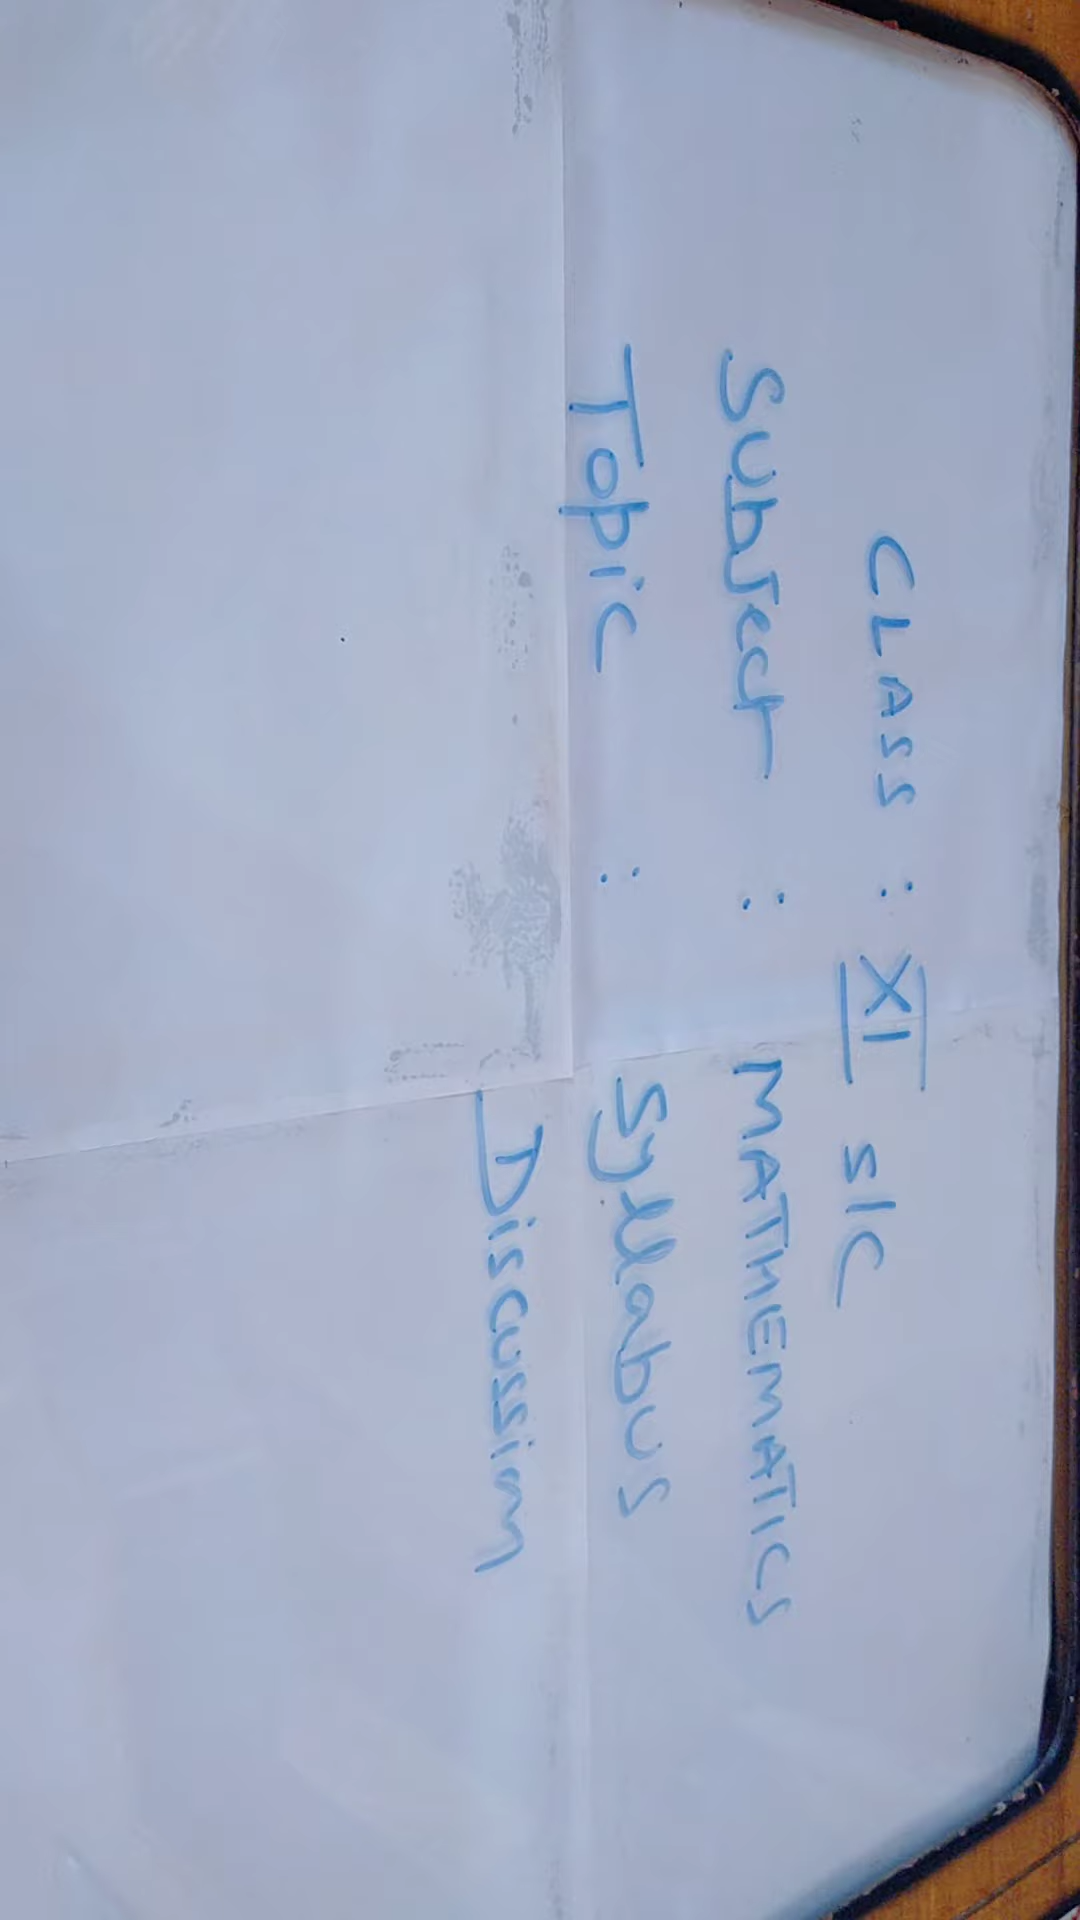 CLASS : XI S/C
Subject : MATHEMATICS
Topic : Syllabus
Discussion